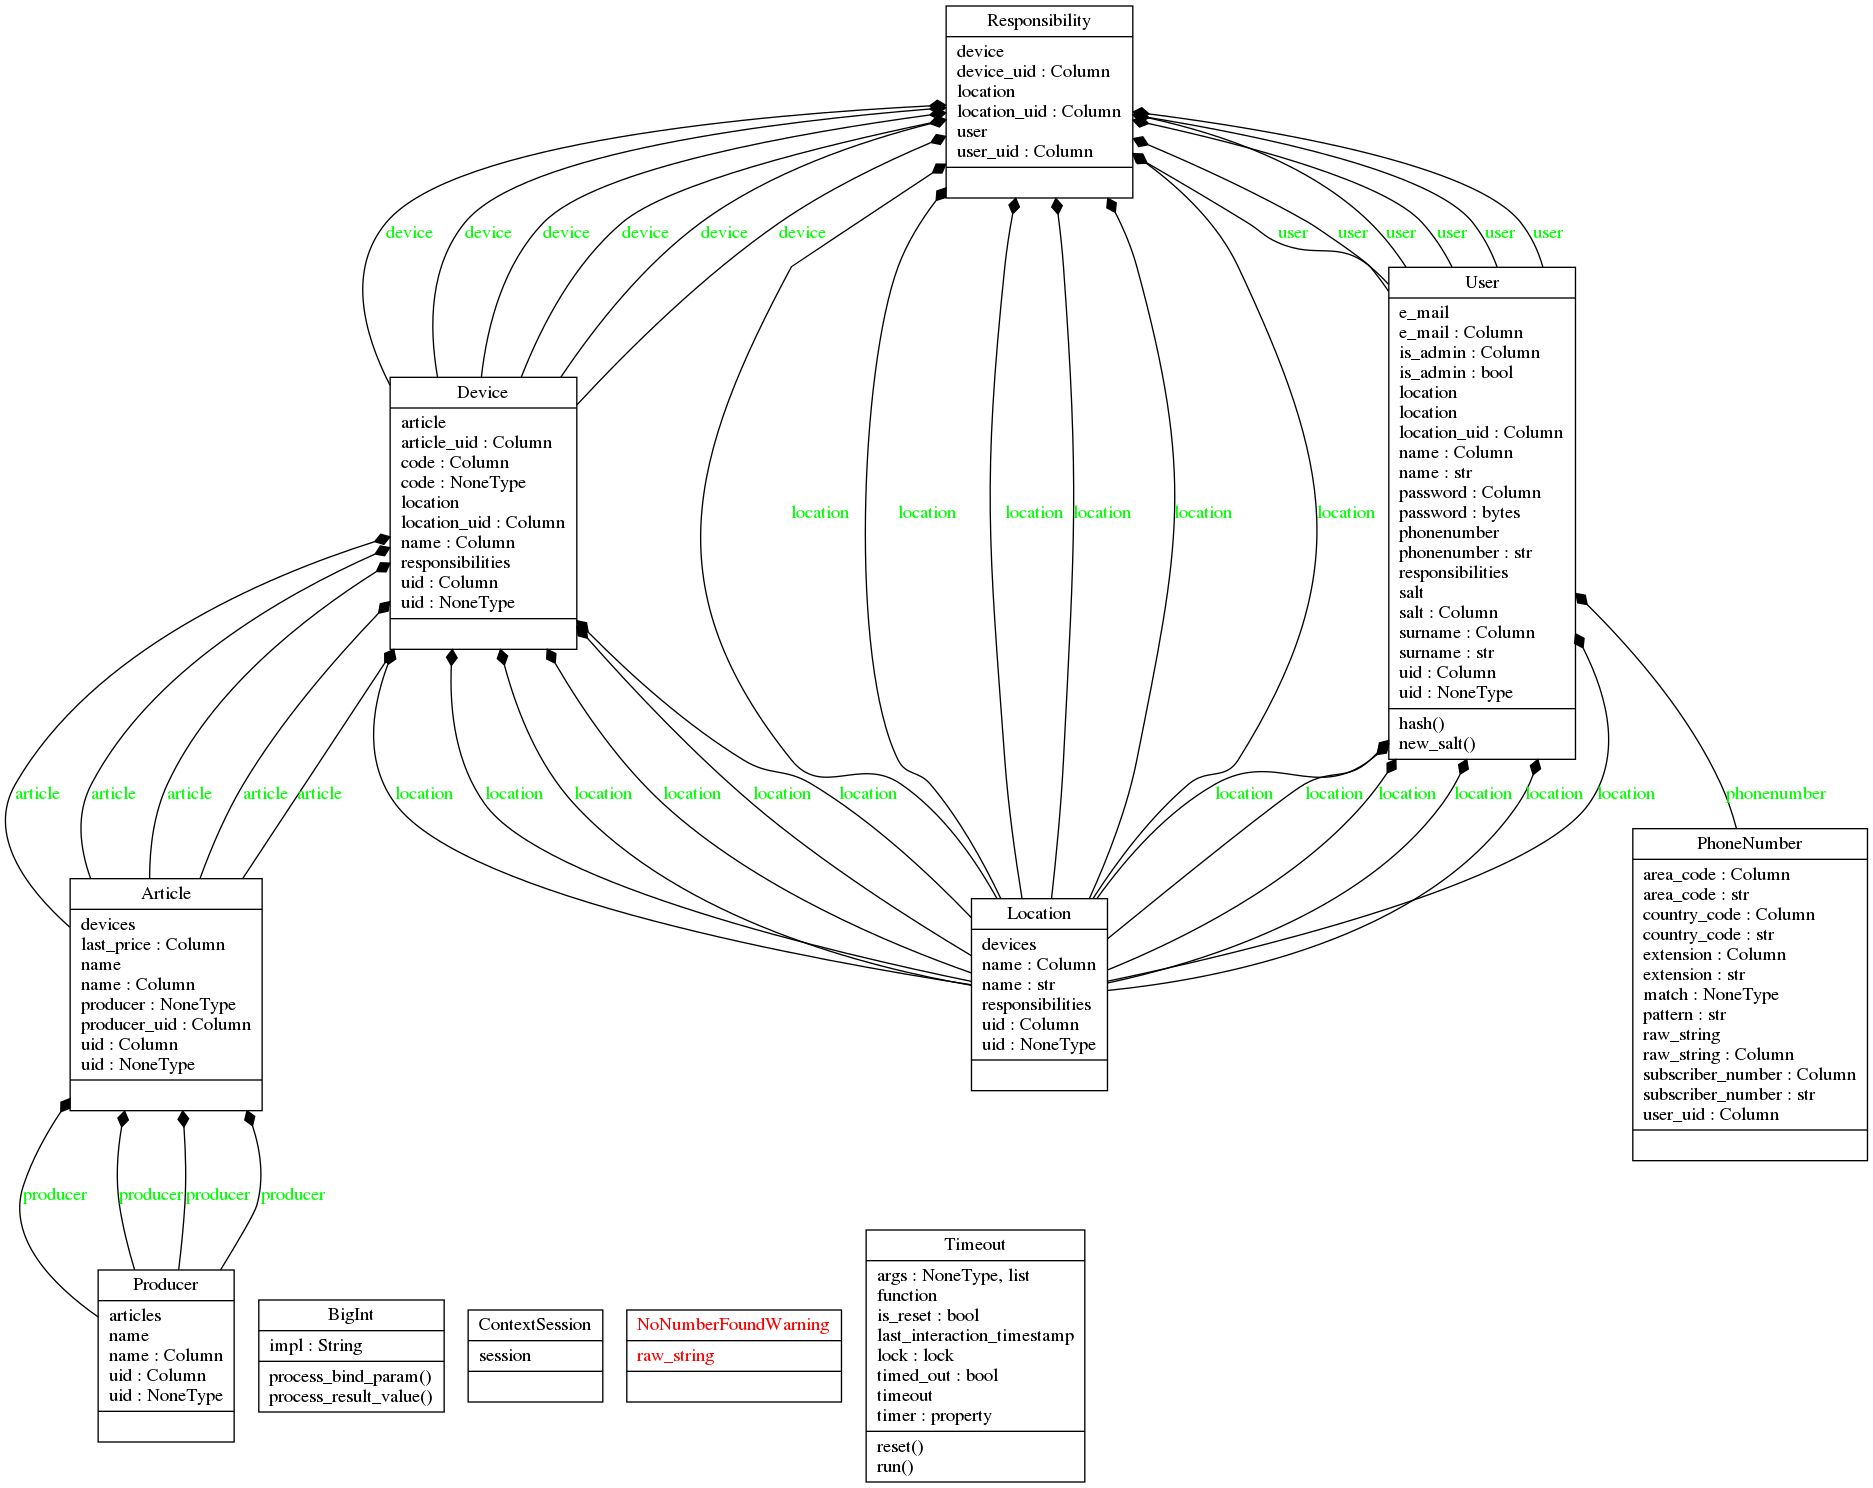 Responsibility
device
device_uid : Column
location
location_uid : Column
user
user_uid : Column
device
device
device
device
device
device
user
user
user
user
user
user
User
e_mail
e_mail : Column
is_admin : Column
is_admin : bool
location
location
location_uid : Column
name : Column
name : str
password : Column
password : bytes
phonenumber
phonenumber : str
responsibilities
salt
salt : Column
surname : Column
surname : str
uid : Column
uid : NoneType
hash()
new_salt()
Device
article
article_uid : Column
code : Column
code : NoneType
location
location_uid : Column
name : Column
responsibilities
uid : Column
uid : NoneType
location
location
location
location
location
location
article
article
article
article
article
location
location
location
location
location
location
location
location
location
location
location
location
phonenumber
PhoneNumber
area_code : Column
area_code : str
country_code : Column
country_code : str
extension : Column
extension : str
match : NoneType
pattern : str
raw_string
raw_string : Column
subscriber_number : Column
subscriber_number : str
user_uid : Column
Article
devices
last_price : Column
name
name : Column
producer : NoneType
producer_uid : Column
uid : Column
uid : NoneType
Location
devices
name : Column
name : str
responsibilities
uid : Column
uid : NoneType
producer
producer
producer
producer
Producer
articles
name
name : Column
uid : Column
uid : NoneType
BigInt
impl : String
process_bind_param()
process_result_value()
ContextSession
session
NoNumberFoundWarning
raw_string
Timeout
args : NoneType, list
function
is_reset : bool
last_interaction_timestamp
lock : lock
timed_out : bool
timeout
timer : property
reset()
run()